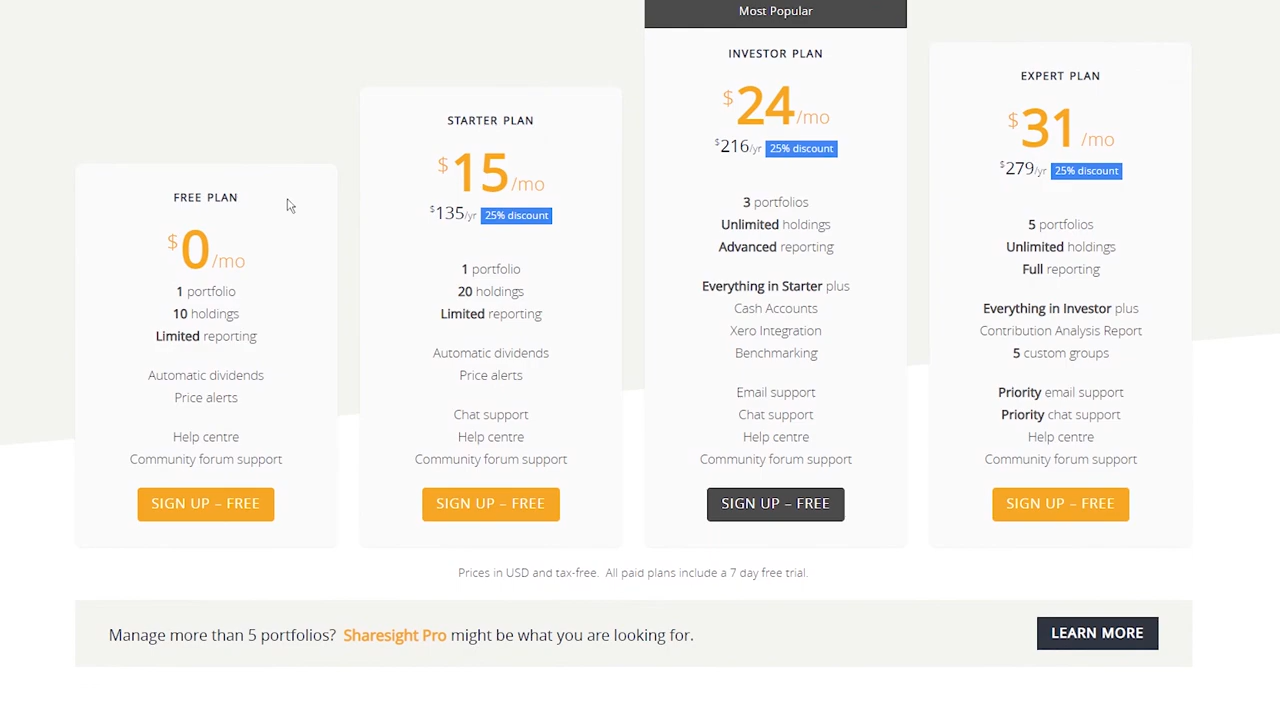 FREE PLAN
$0/mo
1 portfolio
10 holdings
Limited reporting
Automatic dividends
Price alerts
Help centre
Community forum support
SIGN UP – FREE
STARTER PLAN
$15/mo
$135/yr 25% discount
1 portfolio
20 holdings
Limited reporting
Automatic dividends
Price alerts
Chat support
Help centre
Community forum support
SIGN UP – FREE
Most Popular
INVESTOR PLAN
$24/mo
$216/yr 25% discount
3 portfolios
Unlimited holdings
Advanced reporting
Everything in Starter plus
Cash Accounts
Xero Integration
Benchmarking
Email support
Chat support
Help centre
Community forum support
SIGN UP – FREE
EXPERT PLAN
$31/mo
$279/yr 25% discount
5 portfolios
Unlimited holdings
Full reporting
Everything in Investor plus
Contribution Analysis Report
5 custom groups
Priority email support
Priority chat support
Help centre
Community forum support
SIGN UP – FREE
Prices in USD and tax-free. All paid plans include a 7 day free trial.
Manage more than 5 portfolios? Sharesight Pro might be what you are looking for.
LEARN MORE